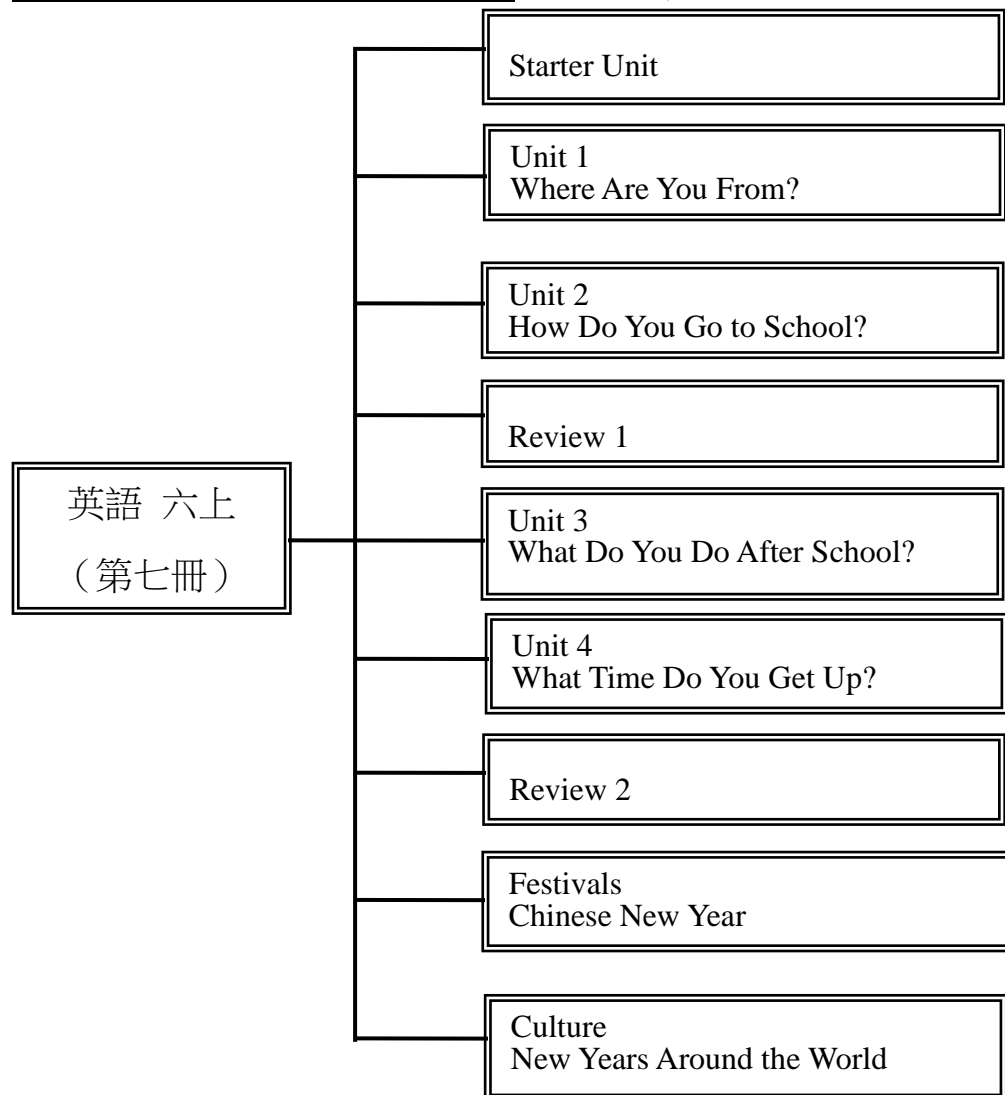 Starter Unit
Unit 1
Where Are You From?
Unit 2
How Do You Go to School?
Review 1
英語 六上
（第七冊）
Unit 3
What Do You Do After School?
Unit 4
What Time Do You Get Up?
Review 2
Festivals
Chinese New Year
Culture
New Years Around the World